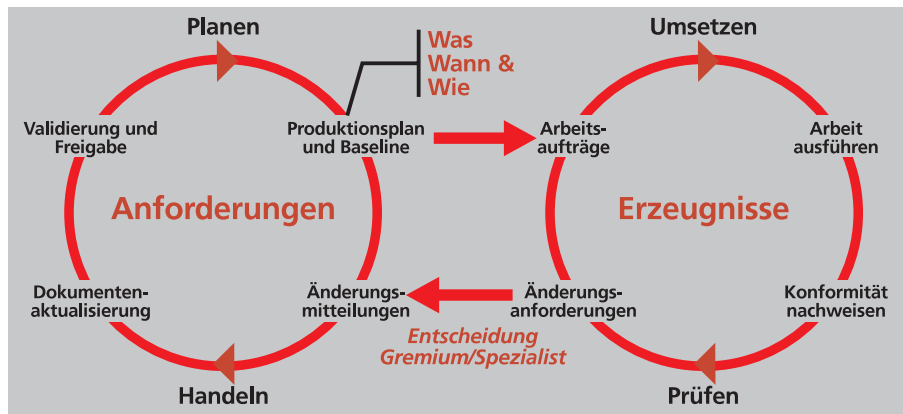 Planen
Umsetzen
Was
Wann &
Wie
Validierung und
Freigabe
Produktionsplan
und Baseline
Arbeits-
aufträge
Arbeit
ausführen
Anforderungen
Erzeugnisse
Dokumenten-
aktualisierung
Änderungs-
mitteilungen
Änderungs-
anforderungen
Konformität
nachweisen
Entscheidung
Gremium/Spezialist
Handeln
Prüfen